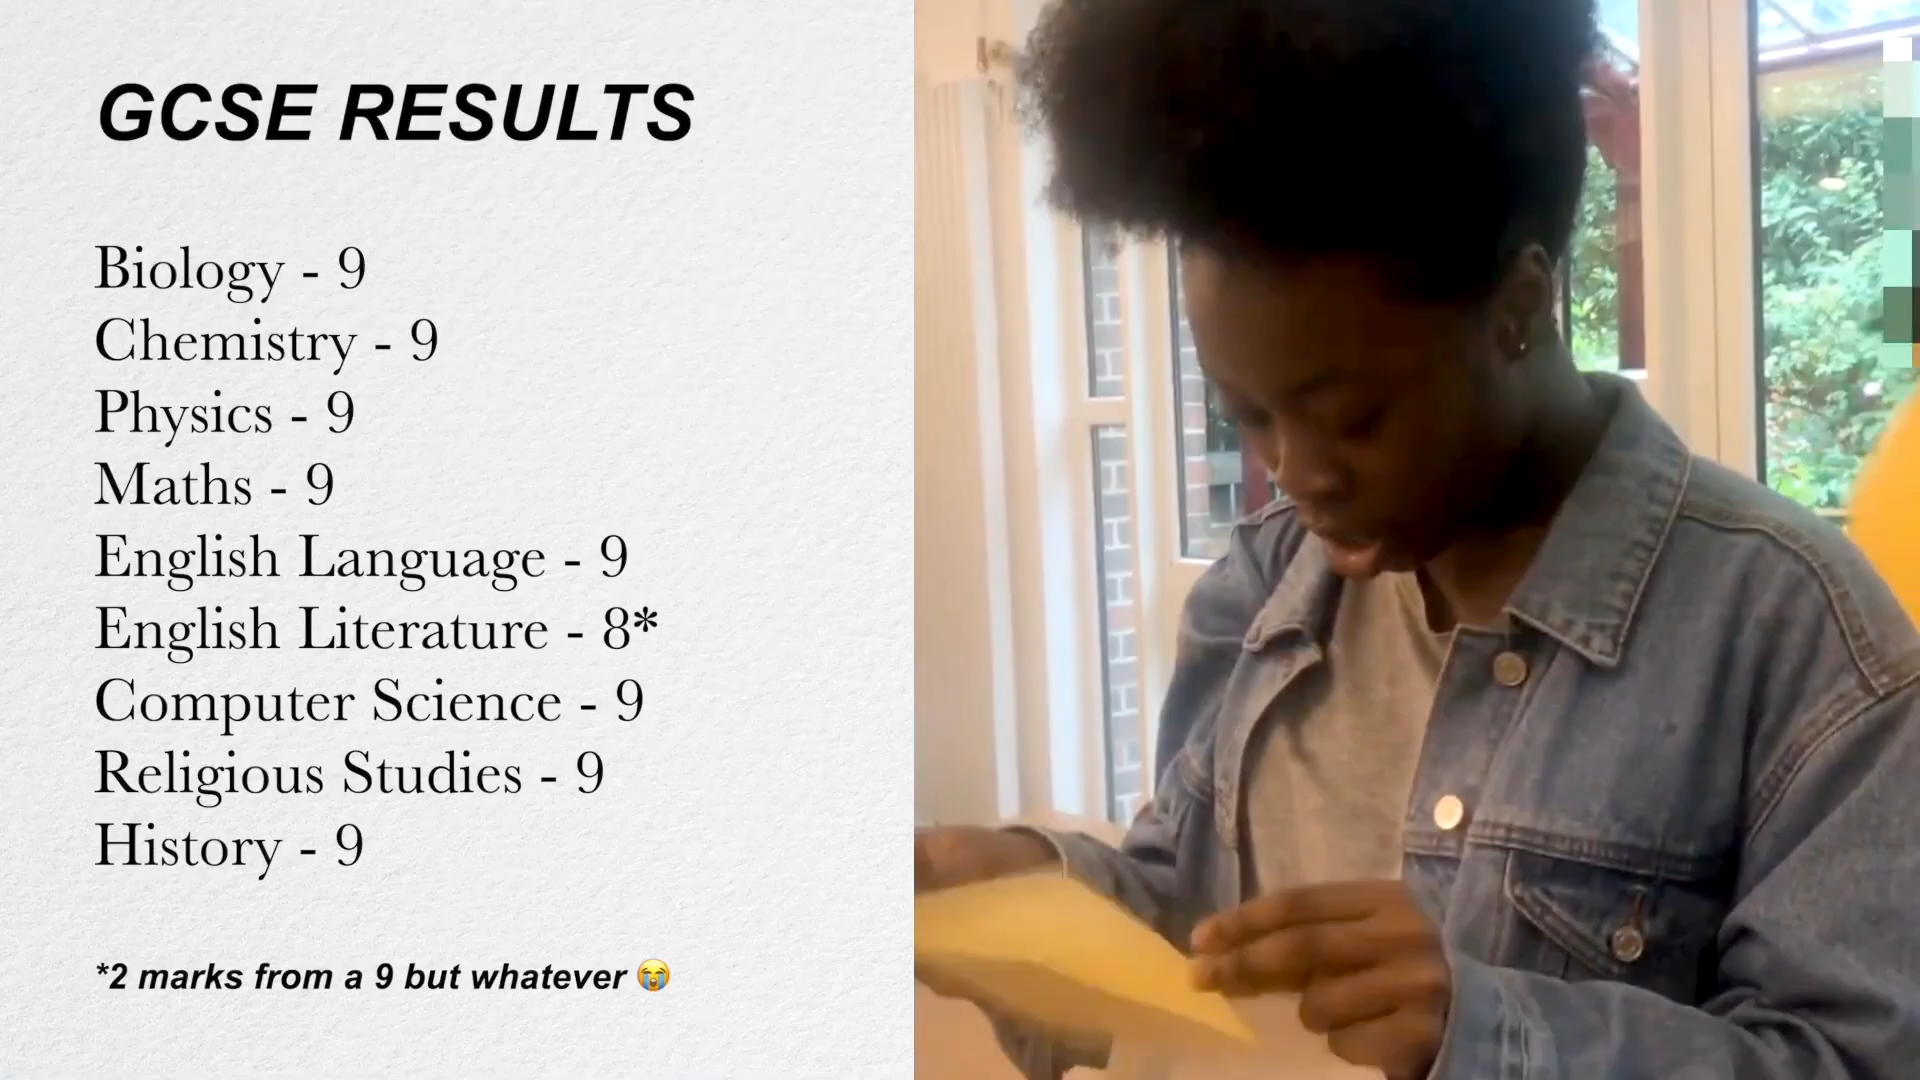 GCSE RESULTS
Biology - 9
Chemistry - 9
Physics - 9
Maths - 9
English Language - 9
English Literature - 8*
Computer Science - 9
Religious Studies - 9
History - 9
*2 marks from a 9 but whatever 😭